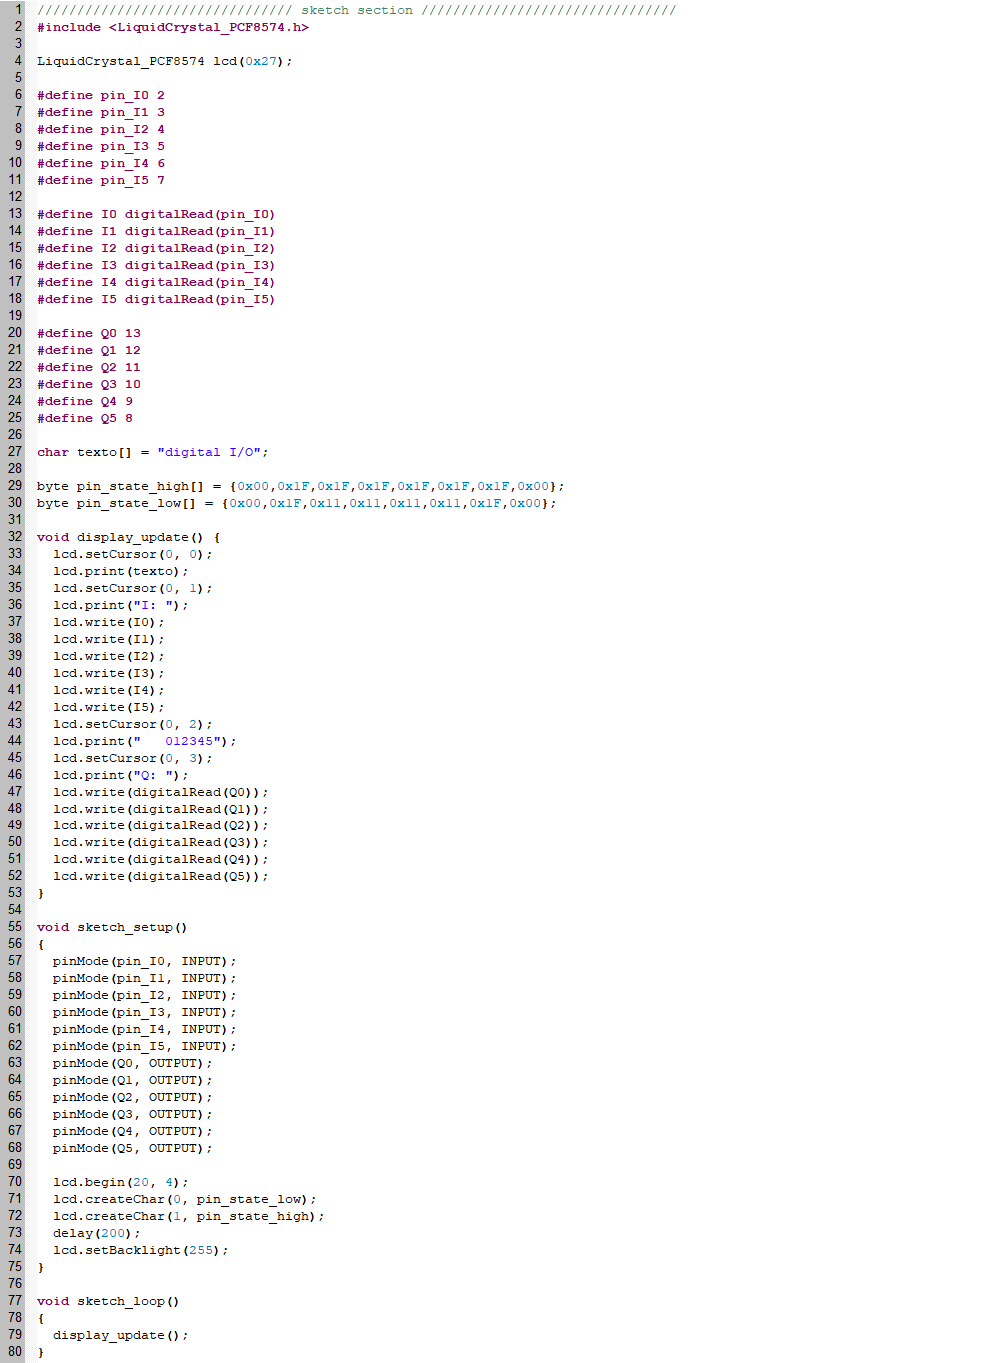 1 //////////////////////////////// sketch section ////////////////////////////////
2 #include <LiquidCrystal_PCF8574.h>
3
4 LiquidCrystal_PCF8574 lcd(0x27);
5
6 #define pin_I0 2
7 #define pin_I1 3
8 #define pin_I2 4
9 #define pin_I3 5
10 #define pin_I4 6
11 #define pin_I5 7
12
13 #define I0 digitalRead(pin_I0)
14 #define I1 digitalRead(pin_I1)
15 #define I2 digitalRead(pin_I2)
16 #define I3 digitalRead(pin_I3)
17 #define I4 digitalRead(pin_I4)
18 #define I5 digitalRead(pin_I5)
19
20 #define Q0 13
21 #define Q1 12
22 #define Q2 11
23 #define Q3 10
24 #define Q4 9
25 #define Q5 8
26
27 char texto[] = "digital I/O";
28
29 byte pin_state_high[] = {0x00,0x1F,0x1F,0x1F,0x1F,0x1F,0x1F,0x00};
30 byte pin_state_low[] = {0x00,0x1F,0x11,0x11,0x11,0x11,0x1F,0x00};
31
32 void display_update() {
33   lcd.setCursor(0, 0);
34   lcd.print(texto);
35   lcd.setCursor(0, 1);
36   lcd.print("I: ");
37   lcd.write(I0);
38   lcd.write(I1);
39   lcd.write(I2);
40   lcd.write(I3);
41   lcd.write(I4);
42   lcd.write(I5);
43   lcd.setCursor(0, 2);
44   lcd.print("   012345");
45   lcd.setCursor(0, 3);
46   lcd.print("Q: ");
47   lcd.write(digitalRead(Q0));
48   lcd.write(digitalRead(Q1));
49   lcd.write(digitalRead(Q2));
50   lcd.write(digitalRead(Q3));
51   lcd.write(digitalRead(Q4));
52   lcd.write(digitalRead(Q5));
53 }
54
55 void sketch_setup()
56 {
57   pinMode(pin_I0, INPUT);
58   pinMode(pin_I1, INPUT);
59   pinMode(pin_I2, INPUT);
60   pinMode(pin_I3, INPUT);
61   pinMode(pin_I4, INPUT);
62   pinMode(pin_I5, INPUT);
63   pinMode(Q0, OUTPUT);
64   pinMode(Q1, OUTPUT);
65   pinMode(Q2, OUTPUT);
66   pinMode(Q3, OUTPUT);
67   pinMode(Q4, OUTPUT);
68   pinMode(Q5, OUTPUT);
69
70   lcd.begin(20, 4);
71   lcd.createChar(0, pin_state_low);
72   lcd.createChar(1, pin_state_high);
73   delay(200);
74   lcd.setBacklight(255);
75 }
76
77 void sketch_loop()
78 {
79   display_update();
80 }